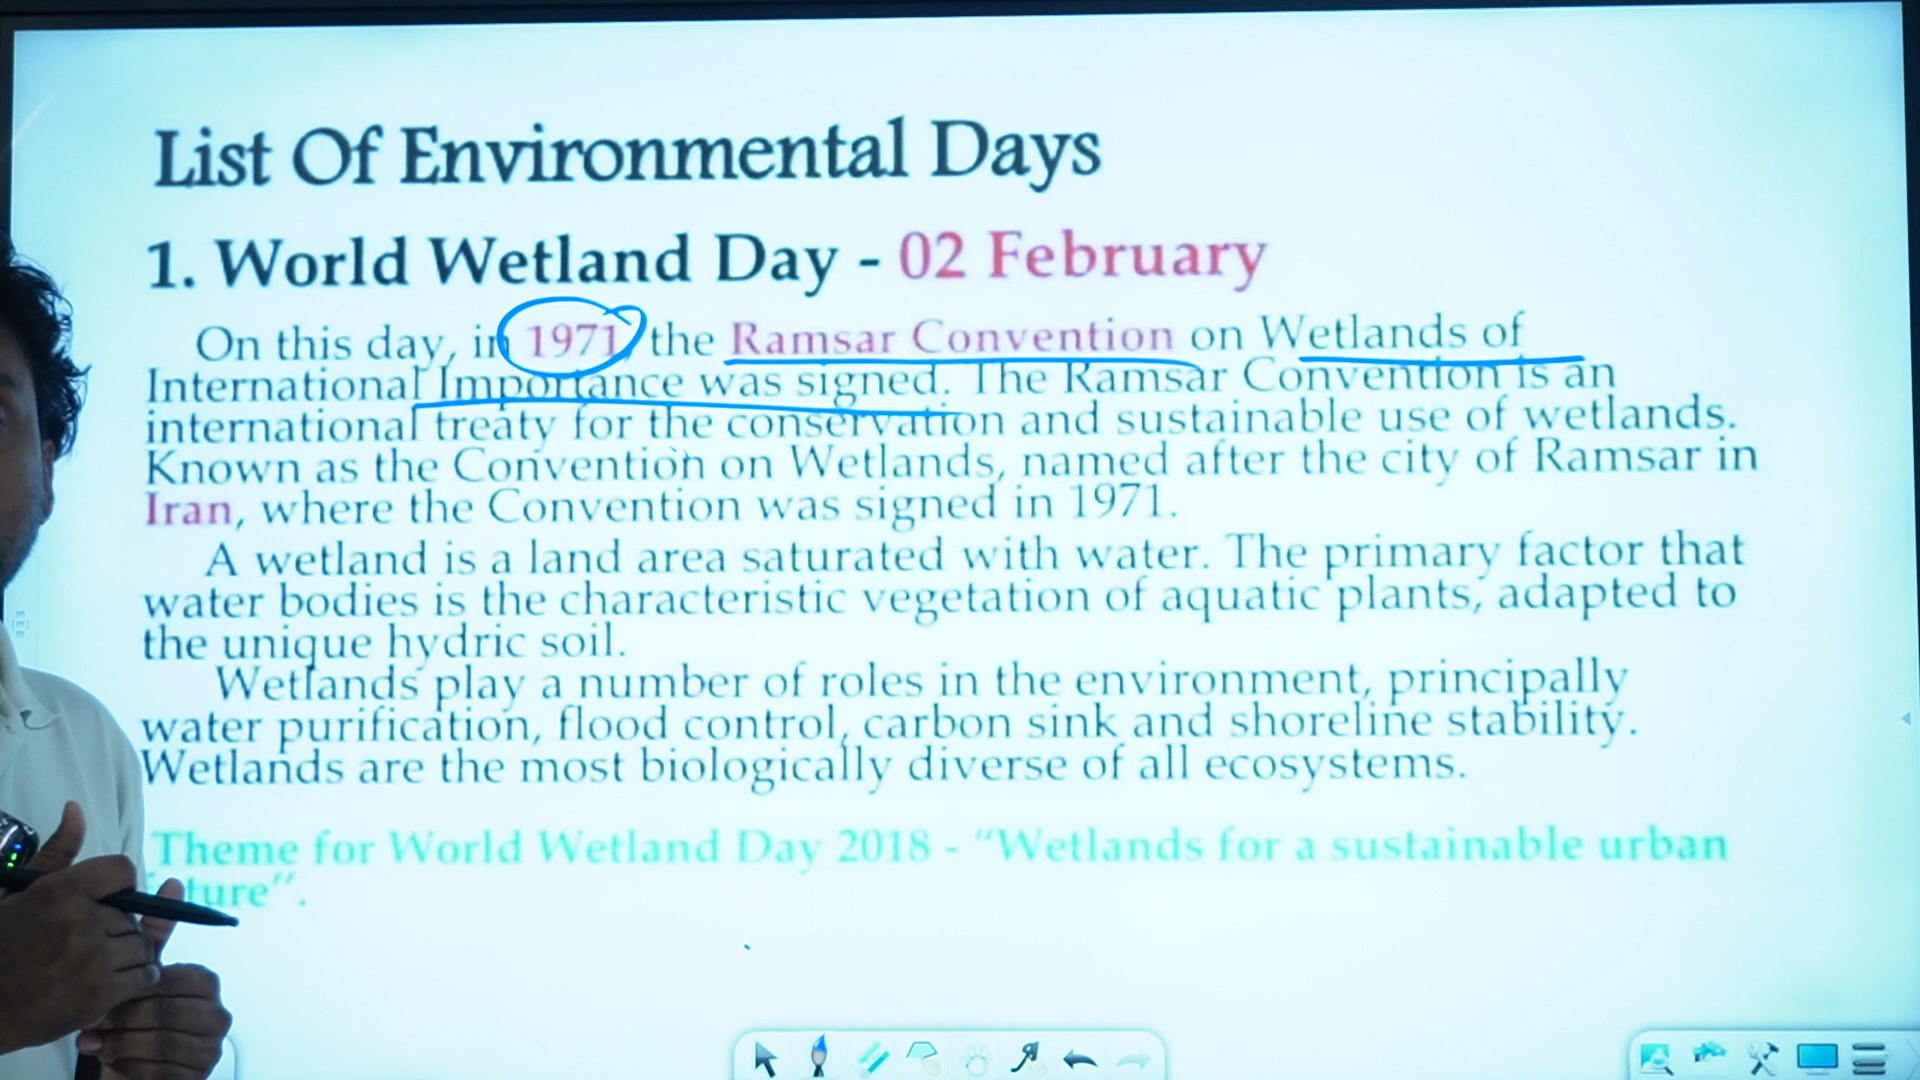 List Of Environmental Days
1. World Wetland Day - 02 February
On this day, in 1971, the Ramsar Convention on Wetlands of
International Importance was signed. The Ramsar Convention is an
international treaty for the conservation and sustainable use of wetlands.
Known as the Convention on Wetlands, named after the city of Ramsar in
Iran, where the Convention was signed in 1971.
A wetland is a land area saturated with water. The primary factor that
water bodies is the characteristic vegetation of aquatic plants, adapted to
the unique hydric soil.
Wetlands play a number of roles in the environment, principally
water purification, flood control, carbon sink and shoreline stability.
Wetlands are the most biologically diverse of all ecosystems.
Theme for World Wetland Day 2018 - “Wetlands for a sustainable urban
ture”.